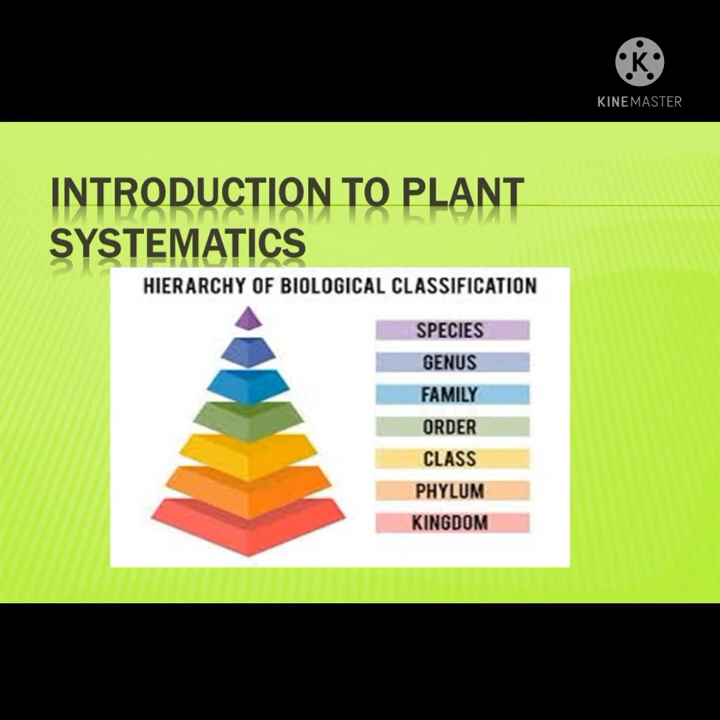 KINEMASTER
INTRODUCTION TO PLANT
SYSTEMATICS
HIERARCHY OF BIOLOGICAL CLASSIFICATION
SPECIES
GENUS
FAMILY
ORDER
CLASS
PHYLUM
KINGDOM